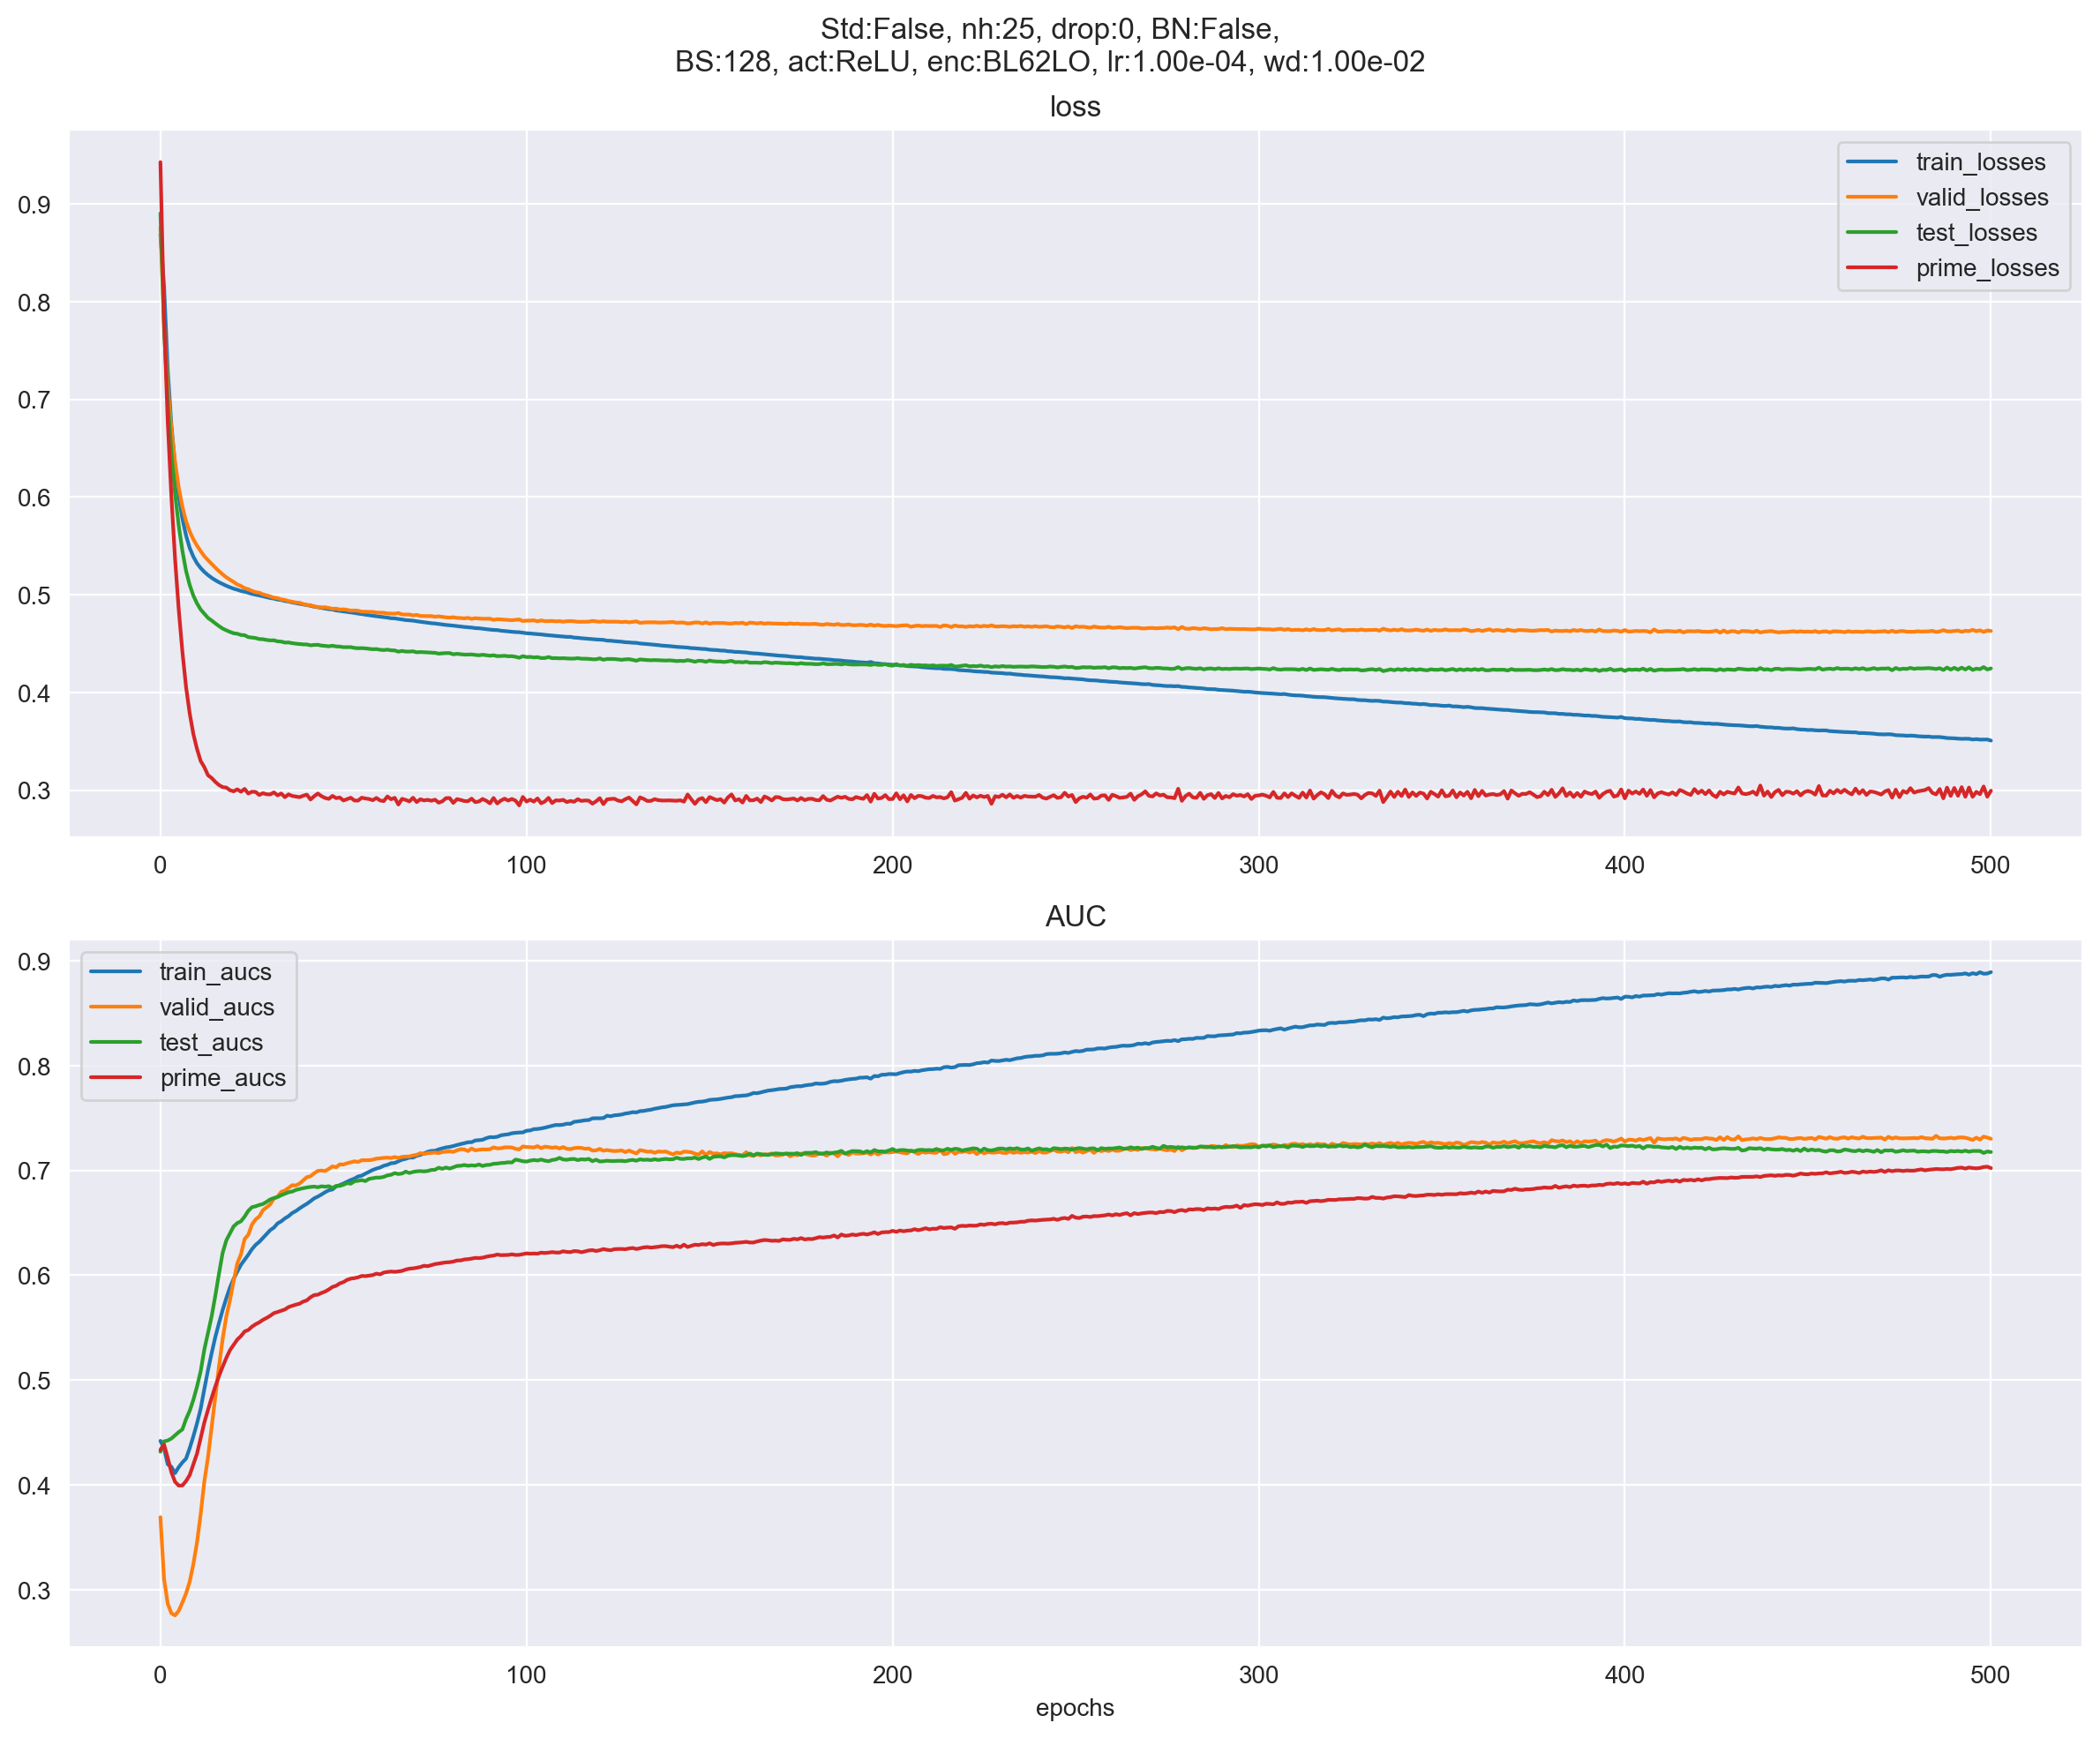 Std:False, nh:25, drop:0, BN:False,
BS:128, act:ReLU, enc:BL62LO, lr:1.00e-04, wd:1.00e-02
loss
train_losses
valid_losses
test_losses
prime_losses
0.9
0.8
0.7
0.6
0.5
0.4
0.3
0
100
200
300
400
500
AUC
train_aucs
valid_aucs
test_aucs
prime_aucs
0.9
0.8
0.7
0.6
0.5
0.4
0.3
0
100
200
300
400
500
epochs